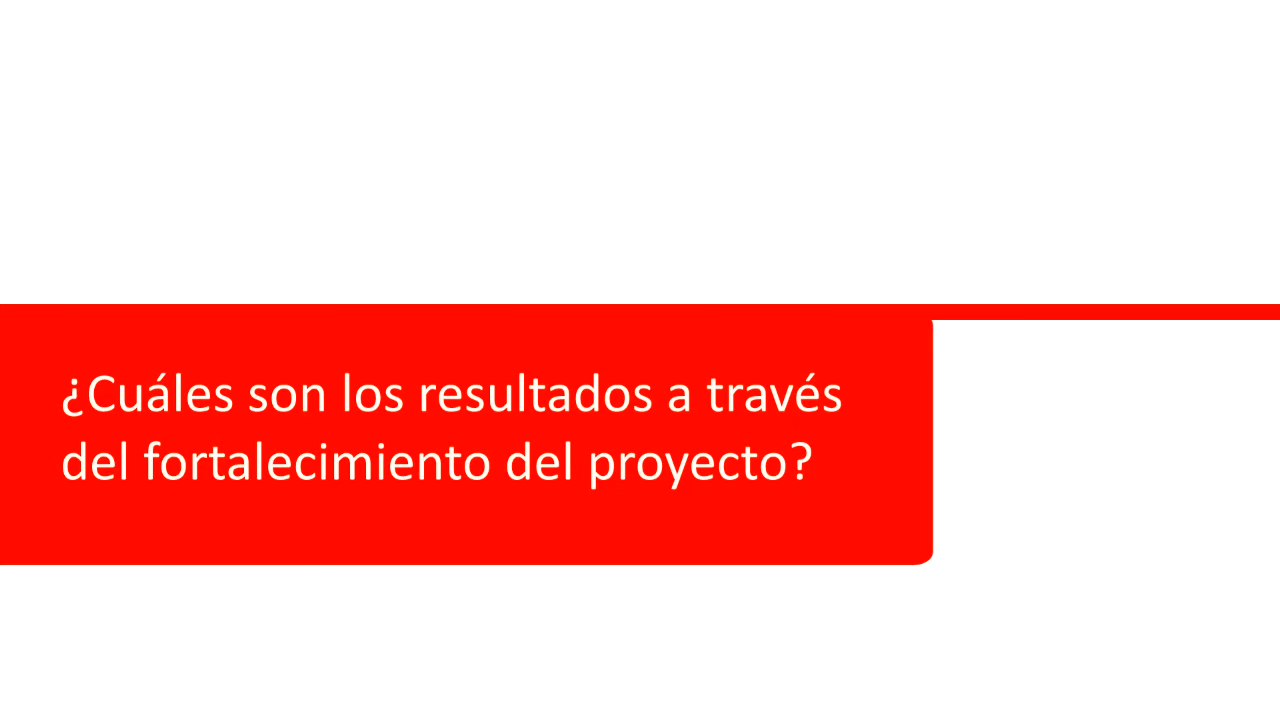 ¿Cuáles son los resultados a través
del fortalecimiento del proyecto?